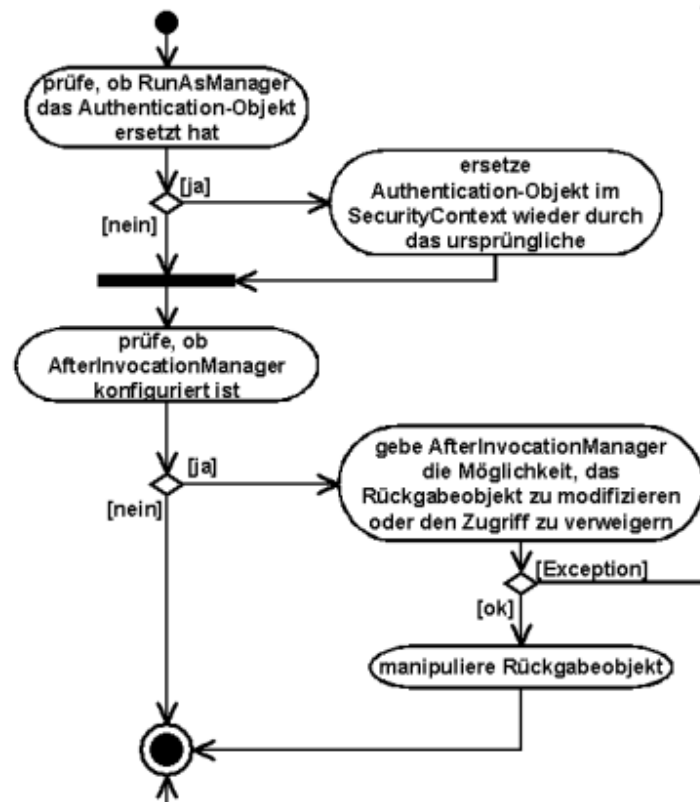 prüfe, ob RunAsManager
das Authentication-Objekt
ersetzt hat
[ja]
[nein]
ersetze
Authentication-Objekt im
SecurityContext wieder durch
das ursprüngliche
prüfe, ob
AfterInvocationManager
konfiguriert ist
[ja]
[nein]
gebe AfterInvocationManager
die Möglichkeit, das
Rückgabeobjekt zu modifizieren
oder den Zugriff zu verweigern
[Exception]
[ok]
manipuliere Rückgabeobjekt